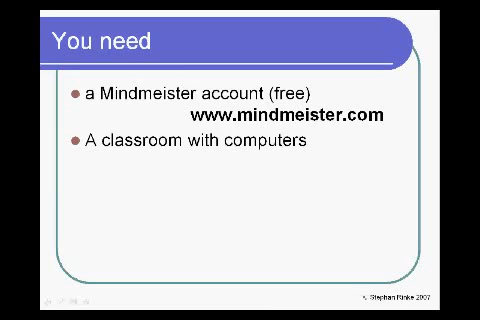 You need
a Mindmeister account (free)
www.mindmeister.com
A classroom with computers
Stephan Rinke 2007